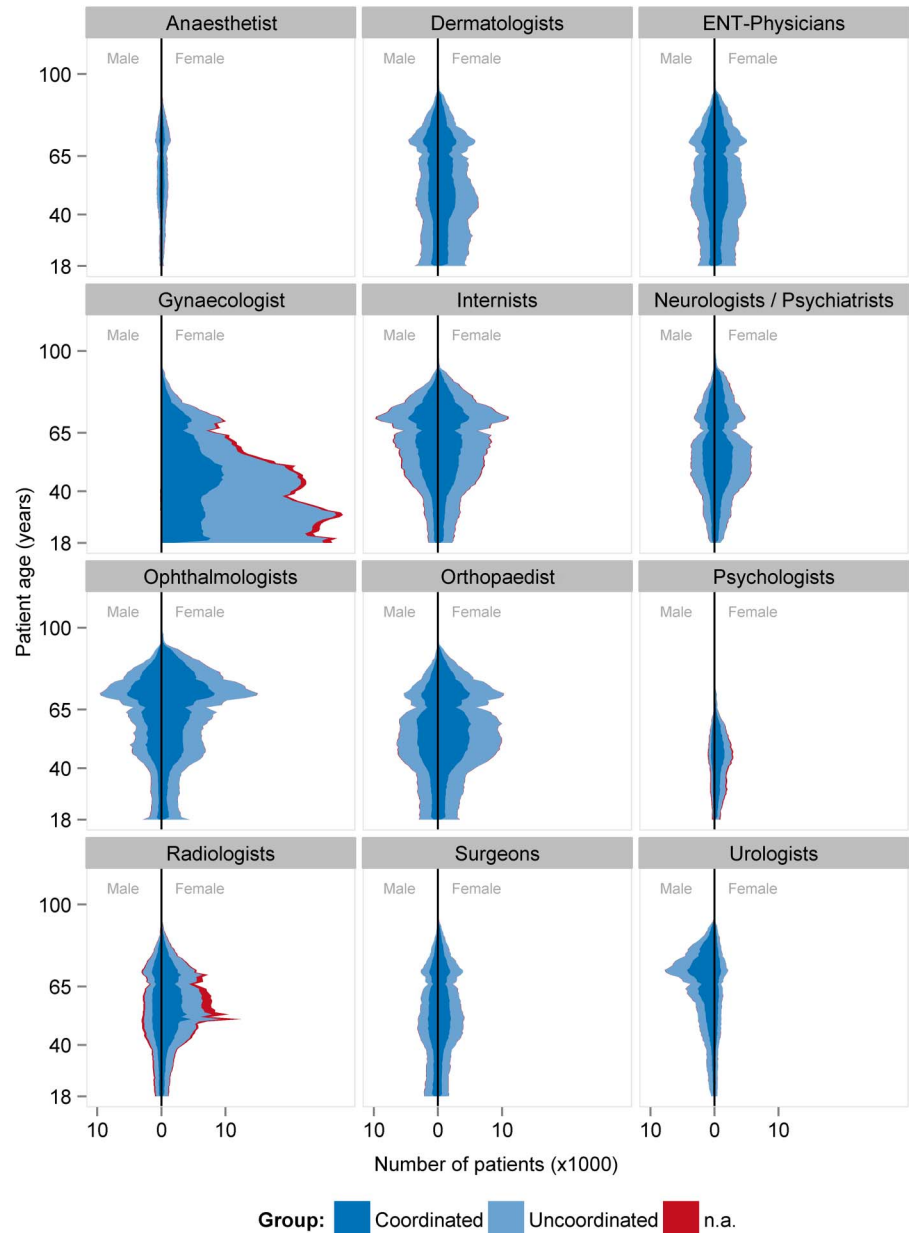 Anaesthetist Dermatologists ENT-Physicians
Male Female Male Female Male Female
100
65
40
18
Gynaecologist Internists Neurologists / Psychiatrists
Male Female Male Female Male Female
100
65
40
18
Patient age (years)
Ophthalmologists Orthopaedist Psychologists
Male Female Male Female Male Female
100
65
40
18
Radiologists Surgeons Urologists
Male Female Male Female Male Female
100
65
40
18
10 0 10 10 0 10 10 0 10
Number of patients (x1000)
Group: Coordinated Uncoordinated n.a.